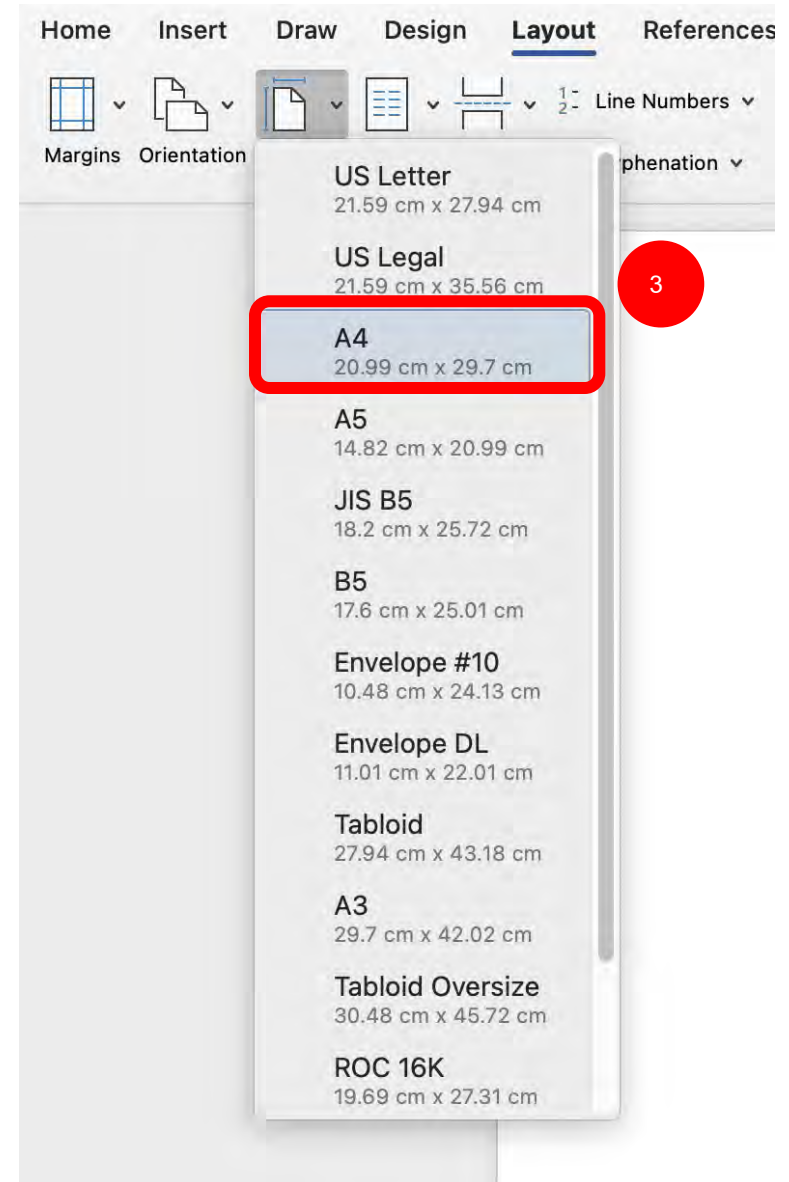 Home Insert Draw Design Layout References
1
2
Line Numbers
Margins Orientation
phenation
US Letter
21.59 cm x 27.94 cm
US Legal
21.59 cm x 35.56 cm
3
A4
20.99 cm x 29.7 cm
A5
14.82 cm x 20.99 cm
JIS B5
18.2 cm x 25.72 cm
B5
17.6 cm x 25.01 cm
Envelope #10
10.48 cm x 24.13 cm
Envelope DL
11.01 cm x 22.01 cm
Tabloid
27.94 cm x 43.18 cm
A3
29.7 cm x 42.02 cm
Tabloid Oversize
30.48 cm x 45.72 cm
ROC 16K
19.69 cm x 27.31 cm